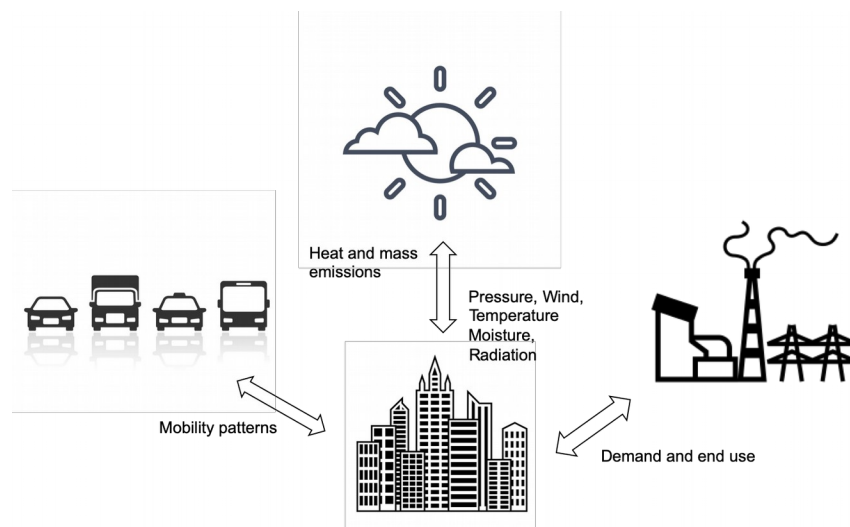 Heat and mass
emissions
Pressure, Wind,
Temperature
Moisture,
Radiation
Mobility patterns
Demand and end use